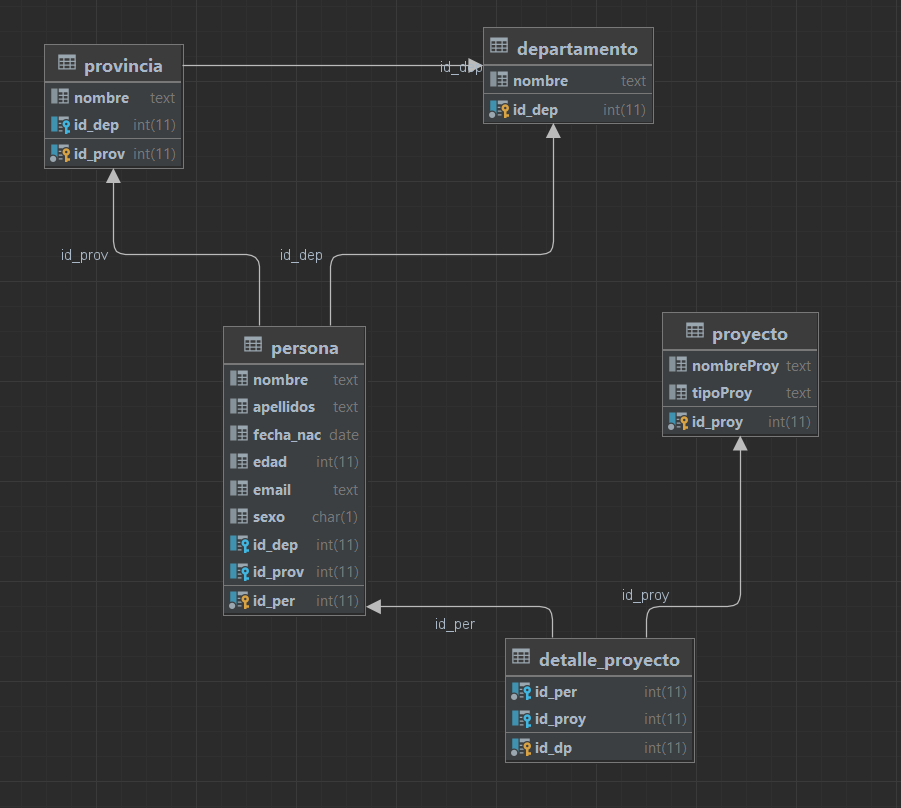 provincia
nombre text
id_dep int(11)
id_prov int(11)
id_dep
departamento
nombre text
id_dep int(11)
id_prov
id_dep
persona
nombre text
apellidos text
fecha_nac date
edad int(11)
email text
sexo char(1)
id_dep int(11)
id_prov int(11)
id_per int(11)
proyecto
nombreProy text
tipoProy text
id_proy int(11)
id_proy
id_per
detalle_proyecto
id_per int(11)
id_proy int(11)
id_dp int(11)